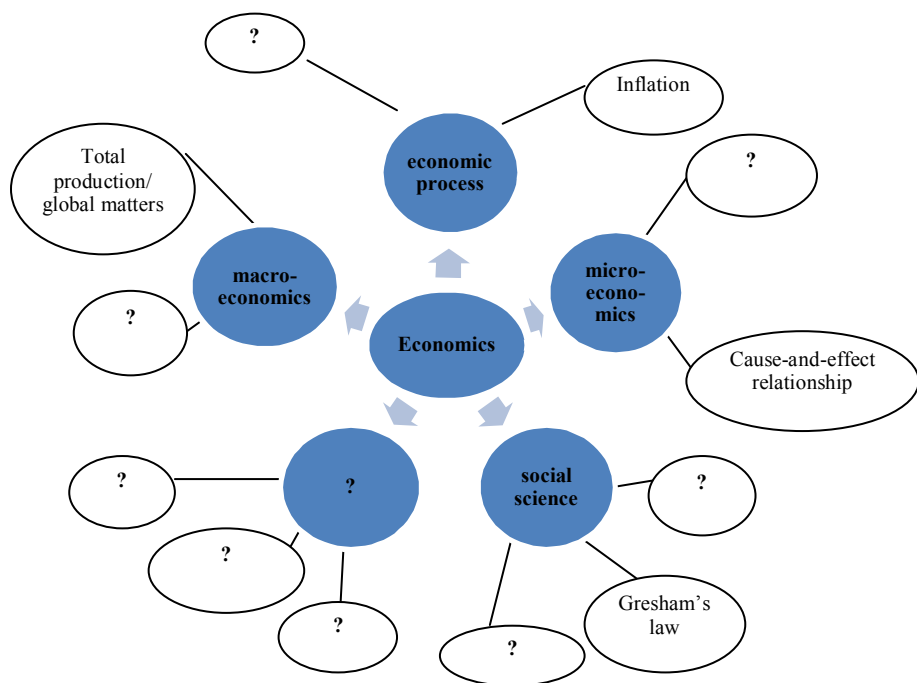 ?
Inflation
economic
process
Total
production/
global matters
?
macro-
economics
micro-
econo-
mics
?
Economics
Cause-and-effect
relationship
?
?
?
?
social
science
?
Gresham’s
law
?